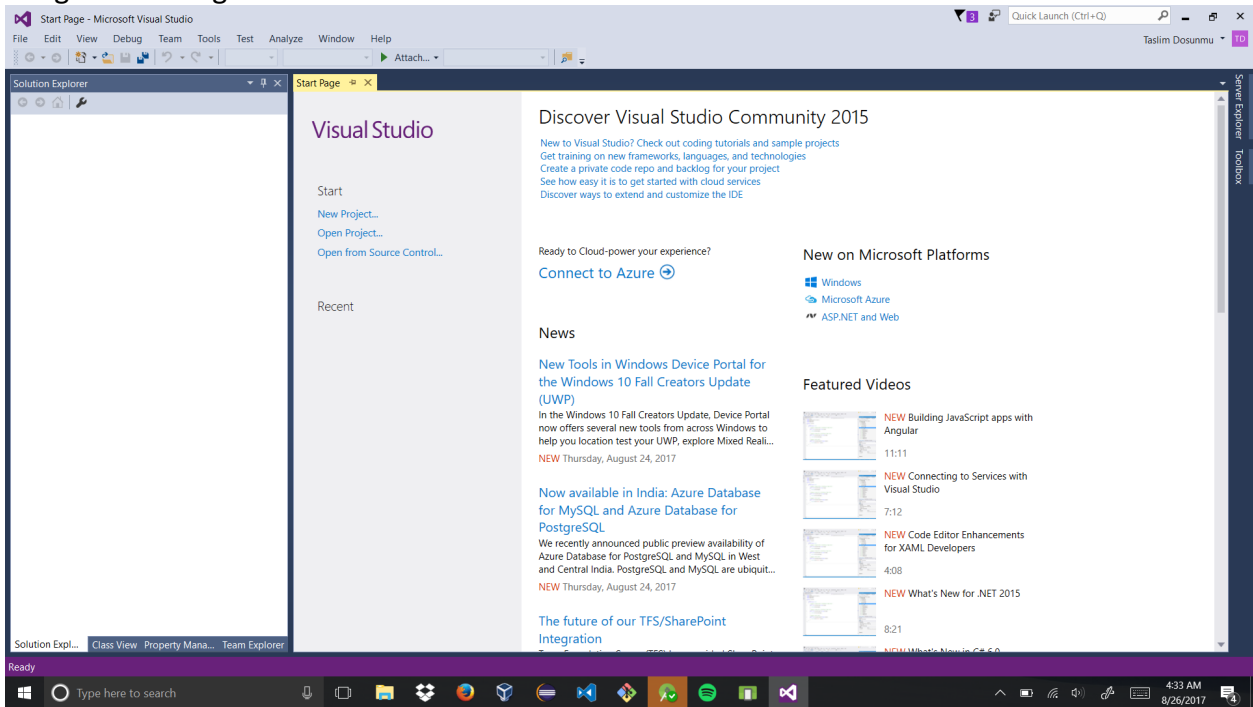 Start Page - Microsoft Visual Studio
3
Quick Launch (Ctrl+Q)
File Edit View Debug Team Tools Test Analyze Window Help
Taslim Dosunmu
TD
Attach...
Solution Explorer
Start Page
Server Explorer
Toolbox
Visual Studio
Start
New Project...
Open Project...
Open from Source Control...
Recent
Discover Visual Studio Community 2015
New to Visual Studio? Check out coding tutorials and sample projects
Get training on new frameworks, languages, and technologies
Create a private code repo and backlog for your project
See how easy it is to get started with cloud services
Discover ways to extend and customize the IDE
Ready to Cloud-power your experience?
Connect to Azure
New on Microsoft Platforms
Windows
Microsoft Azure
ASP.NET and Web
News
New Tools in Windows Device Portal for
the Windows 10 Fall Creators Update
(UWP)
In the Windows 10 Fall Creators Update, Device Portal
now offers several new tools from across Windows to
help you location test your UWP, explore Mixed Reali...
NEW Thursday, August 24, 2017
Now available in India: Azure Database
for MySQL and Azure Database for
PostgreSQL
We recently announced public preview availability of
Azure Database for PostgreSQL and MySQL in West
and Central India. PostgreSQL and MySQL are ubiquit...
NEW Thursday, August 24, 2017
The future of our TFS/SharePoint
Integration
Featured Videos
NEW Building JavaScript apps with
Angular
11:11
NEW Connecting to Services with
Visual Studio
7:12
NEW Code Editor Enhancements
for XAML Developers
4:08
NEW What's New for .NET 2015
8:21
NEW What's New in C# 6.0
Solution Expl... Class View Property Mana... Team Explorer
Ready
Type here to search
4:33 AM
8/26/2017
4